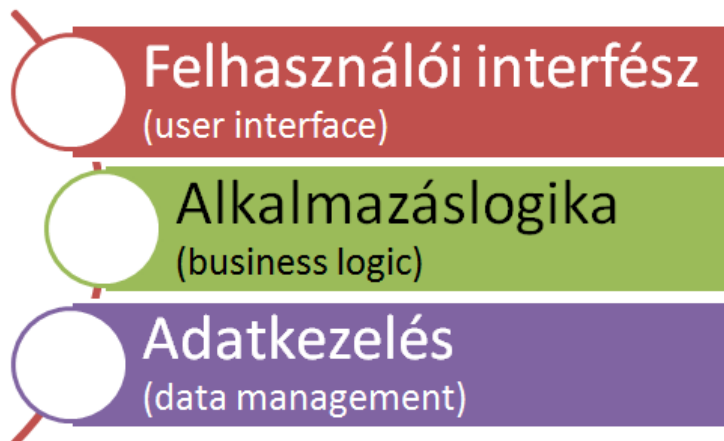 Felhasználói interfész
(user interface)
Alkalmazáslogika
(business logic)
Adatkezelés
(data management)